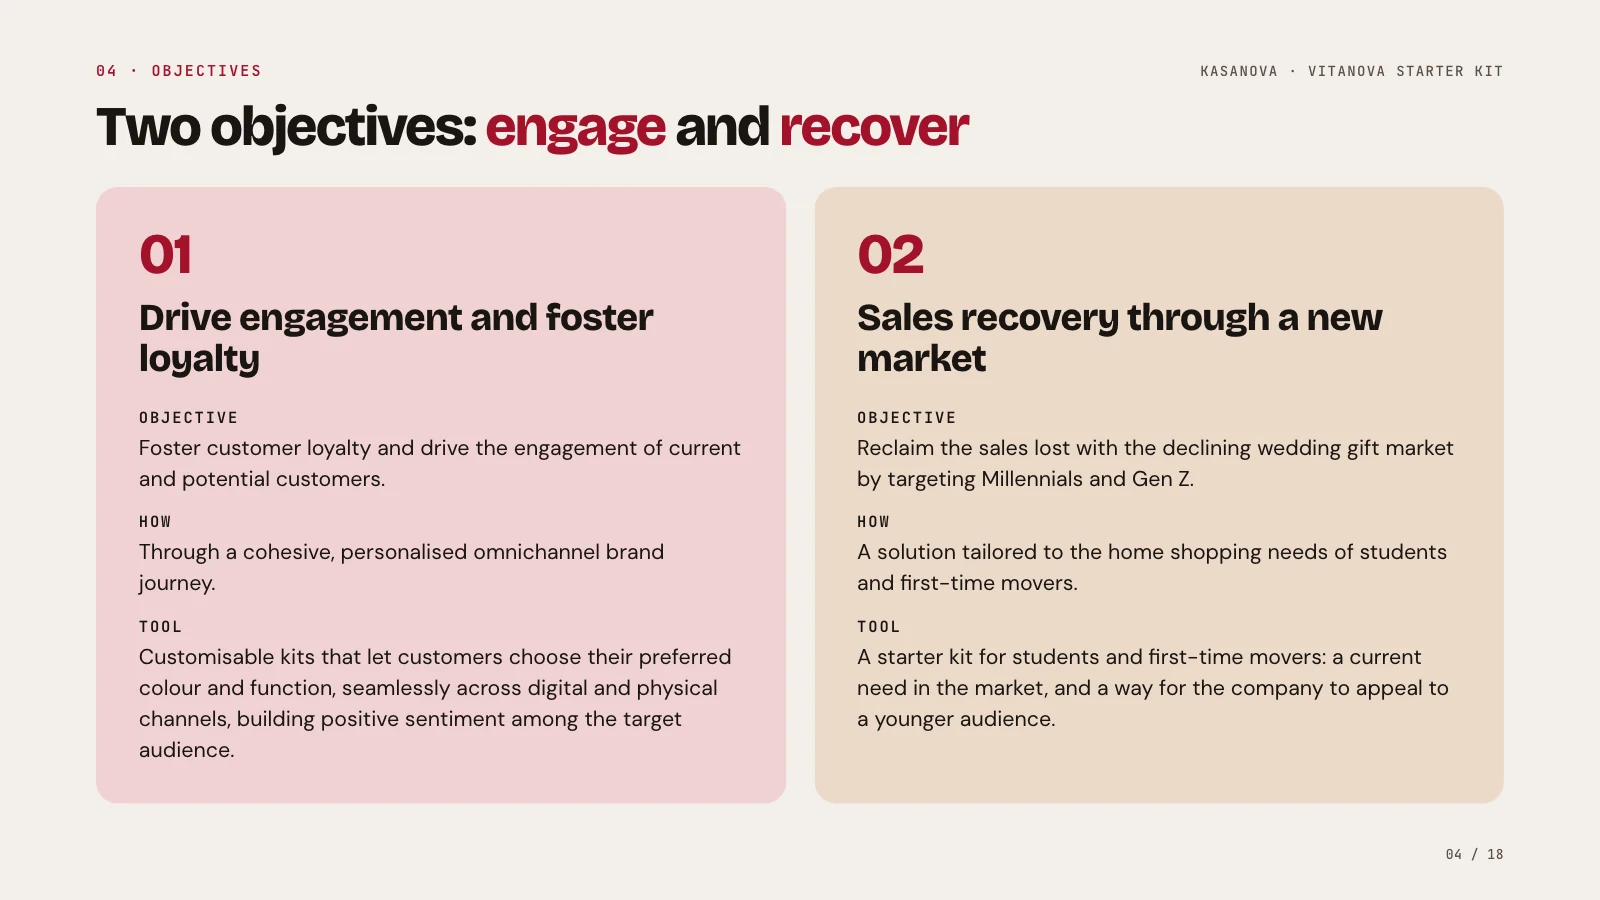 04 · OBJECTIVES
KASANOVA · VITANOVA STARTER KIT
Two objectives: engage and recover
01
Drive engagement and foster
loyalty
OBJECTIVE
Foster customer loyalty and drive the engagement of current
and potential customers.
HOW
Through a cohesive, personalised omnichannel brand
journey.
TOOL
Customisable kits that let customers choose their preferred
colour and function, seamlessly across digital and physical
channels, building positive sentiment among the target
audience.
02
Sales recovery through a new
market
OBJECTIVE
Reclaim the sales lost with the declining wedding gift market
by targeting Millennials and Gen Z.
HOW
A solution tailored to the home shopping needs of students
and first-time movers.
TOOL
A starter kit for students and first-time movers: a current
need in the market, and a way for the company to appeal to
a younger audience.
04 / 18